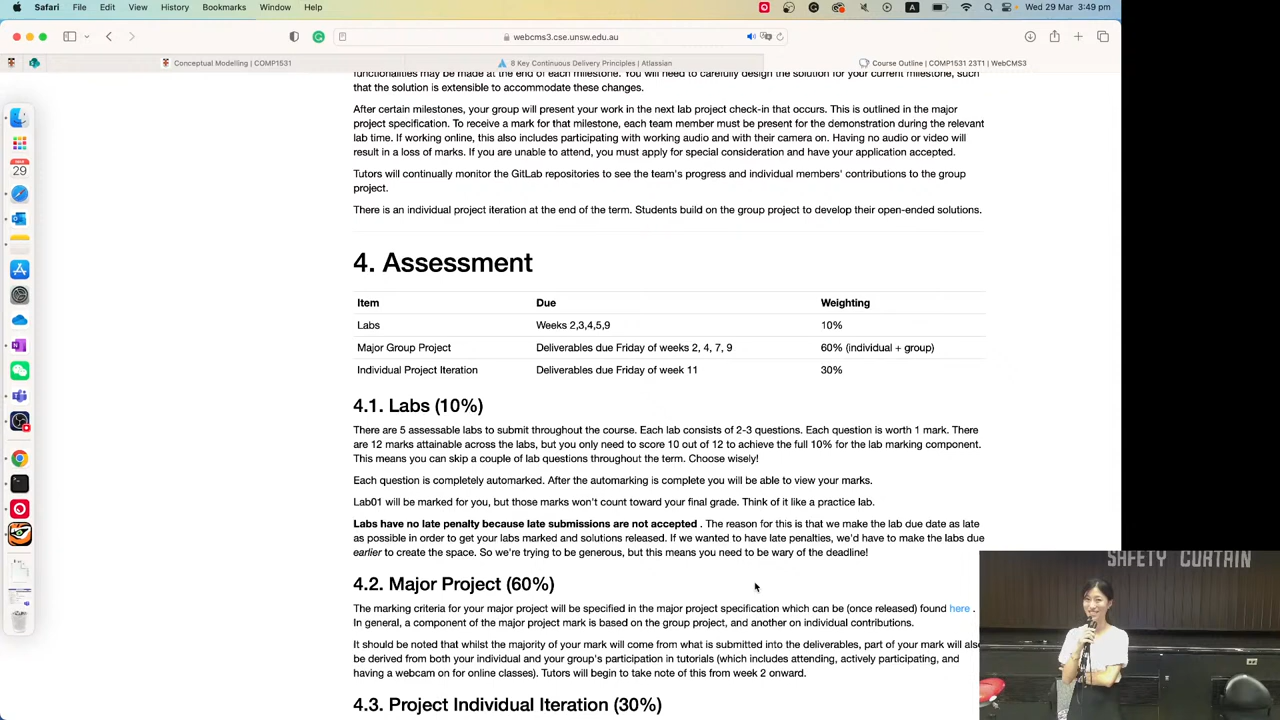 Safari File Edit View History Bookmarks Window Help A Wed 29 Mar 3:49 pm
webcms3.cse.unsw.edu.au
Conceptual Modelling | COMP1531 8 Key Continuous Delivery Principles | Atlassian Course Outline | COMP1531 23T1 | WebCMS3
functionalities may be made at the end of each milestone. You will need to carefully design the solution for your current milestone, such
that the solution is extensible to accommodate these changes.
After certain milestones, your group will present your work in the next lab project check-in that occurs. This is outlined in the major
project specification. To receive a mark for that milestone, each team member must be present for the demonstration during the relevant
lab time. If working online, this also includes participating with working audio and with their camera on. Having no audio or video will
result in a loss of marks. If you are unable to attend, you must apply for special consideration and have your application accepted.
Tutors will continually monitor the GitLab repositories to see the team's progress and individual members' contributions to the group
project.
There is an individual project iteration at the end of the term. Students build on the group project to develop their open-ended solutions.
4. Assessment
Item Due Weighting
Labs Weeks 2,3,4,5,9 10%
Major Group Project Deliverables due Friday of weeks 2, 4, 7, 9 60% (individual + group)
Individual Project Iteration Deliverables due Friday of week 11 30%
4.1. Labs (10%)
There are 5 assessable labs to submit throughout the course. Each lab consists of 2-3 questions. Each question is worth 1 mark. There
are 12 marks attainable across the labs, but you only need to score 10 out of 12 to achieve the full 10% for the lab marking component.
This means you can skip a couple of lab questions throughout the term. Choose wisely!
Each question is completely automarked. After the automarking is complete you will be able to view your marks.
Lab01 will be marked for you, but those marks won't count toward your final grade. Think of it like a practice lab.
Labs have no late penalty because late submissions are not accepted . The reason for this is that we make the lab due date as late
as possible in order to get your labs marked and solutions released. If we wanted to have late penalties, we'd have to make the labs due
earlier to create the space. So we're trying to be generous, but this means you need to be wary of the deadline!
SAFETY CURTAIN
4.2. Major Project (60%)
The marking criteria for your major project will be specified in the major project specification which can be (once released) found here .
In general, a component of the major project mark is based on the group project, and another on individual contributions.
It should be noted that whilst the majority of your mark will come from what is submitted into the deliverables, part of your mark will also
be derived from both your individual and your group's participation in tutorials (which includes attending, actively participating, and
having a webcam on for online classes). Tutors will begin to take note of this from week 2 onward.
4.3. Project Individual Iteration (30%)
29